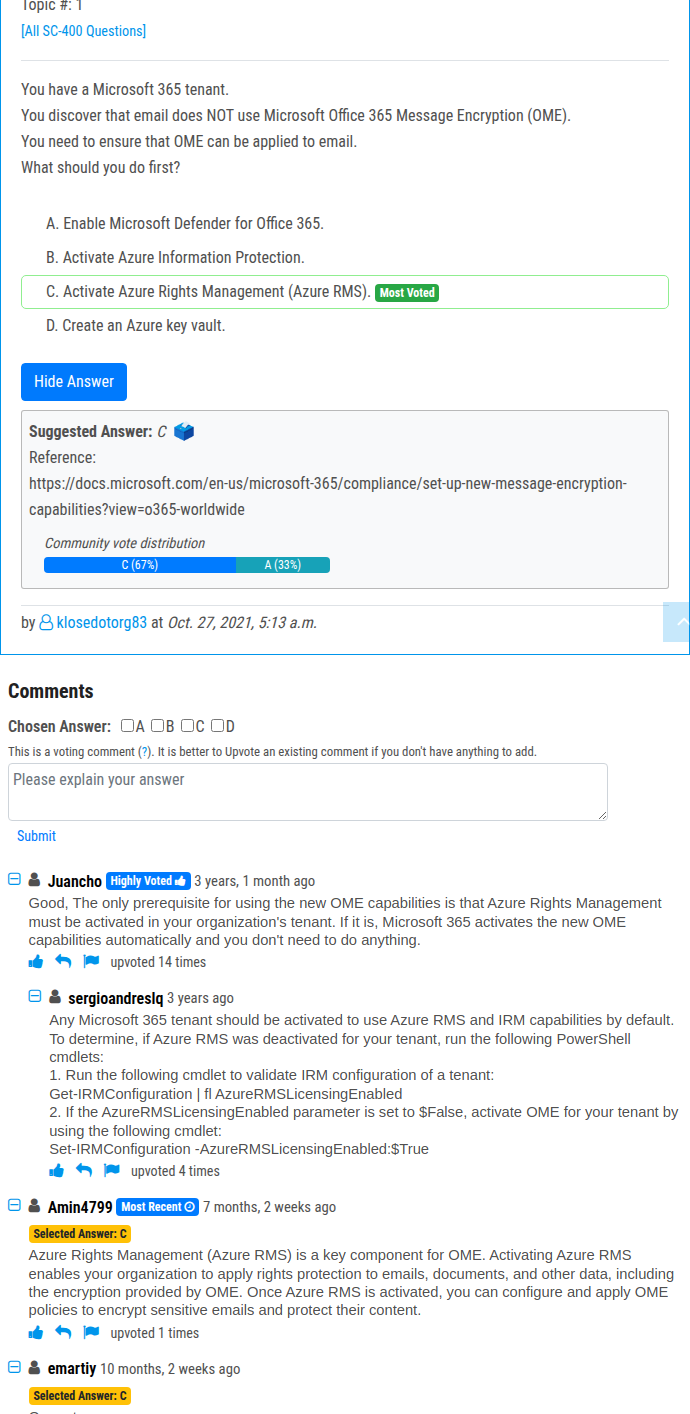 Topic #: 1
[All SC-400 Questions]
You have a Microsoft 365 tenant.
You discover that email does NOT use Microsoft Office 365 Message Encryption (OME).
You need to ensure that OME can be applied to email.
What should you do first?
A. Enable Microsoft Defender for Office 365.
B. Activate Azure Information Protection.
C. Activate Azure Rights Management (Azure RMS). Most Voted
D. Create an Azure key vault.
Hide Answer
Suggested Answer: C
Reference:
https://docs.microsoft.com/en-us/microsoft-365/compliance/set-up-new-message-encryption-
capabilities?view=o365-worldwide
Community vote distribution
C (67%) A (33%)
by klosedotorg83 at Oct. 27, 2021, 5:13 a.m.
Comments
Chosen Answer: A B C D
This is a voting comment (?). It is better to Upvote an existing comment if you don't have anything to add.
Please explain your answer
Submit
Juancho Highly Voted 3 years, 1 month ago
Good, The only prerequisite for using the new OME capabilities is that Azure Rights Management
must be activated in your organization's tenant. If it is, Microsoft 365 activates the new OME
capabilities automatically and you don't need to do anything.
upvoted 14 times
sergioandreslq 3 years ago
Any Microsoft 365 tenant should be activated to use Azure RMS and IRM capabilities by default.
To determine, if Azure RMS was deactivated for your tenant, run the following PowerShell
cmdlets:
1. Run the following cmdlet to validate IRM configuration of a tenant:
Get-IRMConfiguration | fl AzureRMSLicensingEnabled
2. If the AzureRMSLicensingEnabled parameter is set to $False, activate OME for your tenant by
using the following cmdlet:
Set-IRMConfiguration -AzureRMSLicensingEnabled:$True
upvoted 4 times
Amin4799 Most Recent 7 months, 2 weeks ago
Selected Answer: C
Azure Rights Management (Azure RMS) is a key component for OME. Activating Azure RMS
enables your organization to apply rights protection to emails, documents, and other data, including
the encryption provided by OME. Once Azure RMS is activated, you can configure and apply OME
policies to encrypt sensitive emails and protect their content.
upvoted 1 times
emartiy 10 months, 2 weeks ago
Selected Answer: C